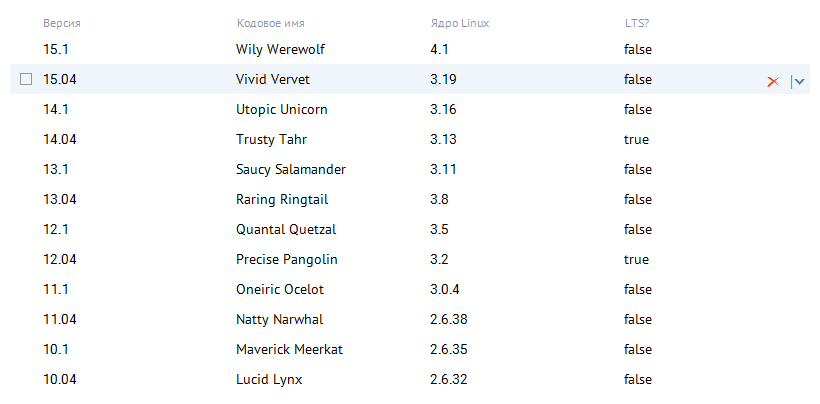 Версия Кодовое имя Ядро Linux LTS?
15.1 Wily Werewolf 4.1 false
15.04 Vivid Vervet 3.19 false
14.1 Utopic Unicorn 3.16 false
14.04 Trusty Tahr 3.13 true
13.1 Saucy Salamander 3.11 false
13.04 Raring Ringtail 3.8 false
12.1 Quantal Quetzal 3.5 false
12.04 Precise Pangolin 3.2 true
11.1 Oneiric Ocelot 3.0.4 false
11.04 Natty Narwhal 2.6.38 false
10.1 Maverick Meerkat 2.6.35 false
10.04 Lucid Lynx 2.6.32 false